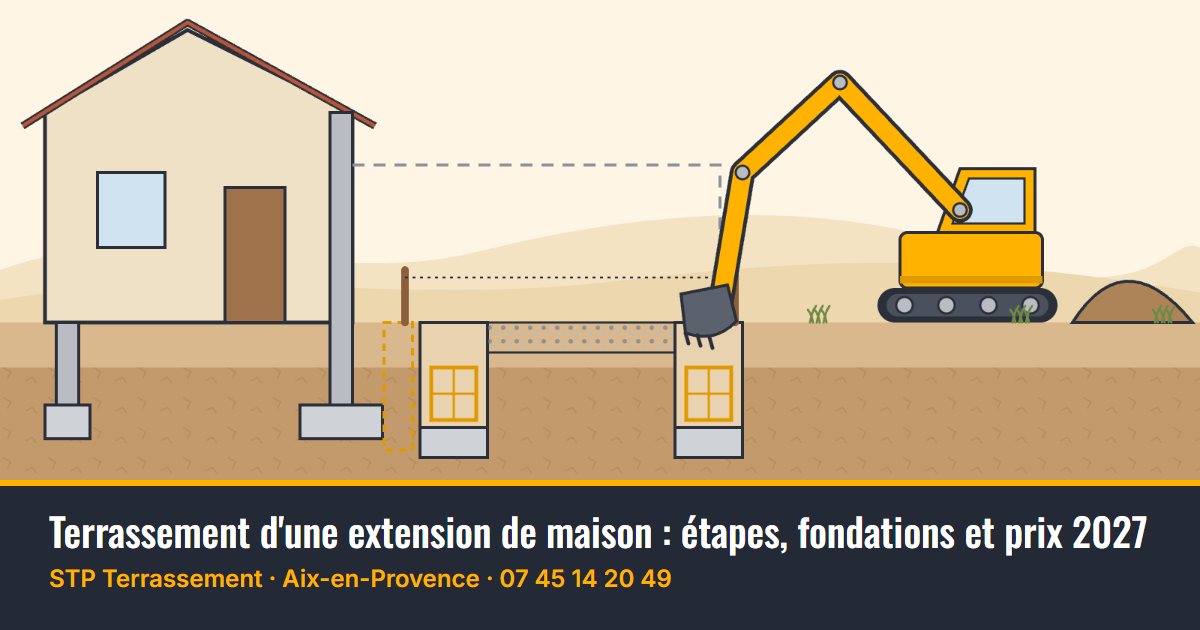 Terrassement d'une extension de maison : étapes, fondations et prix 2027
STP Terrassement · Aix-en-Provence · 07 45 14 20 49